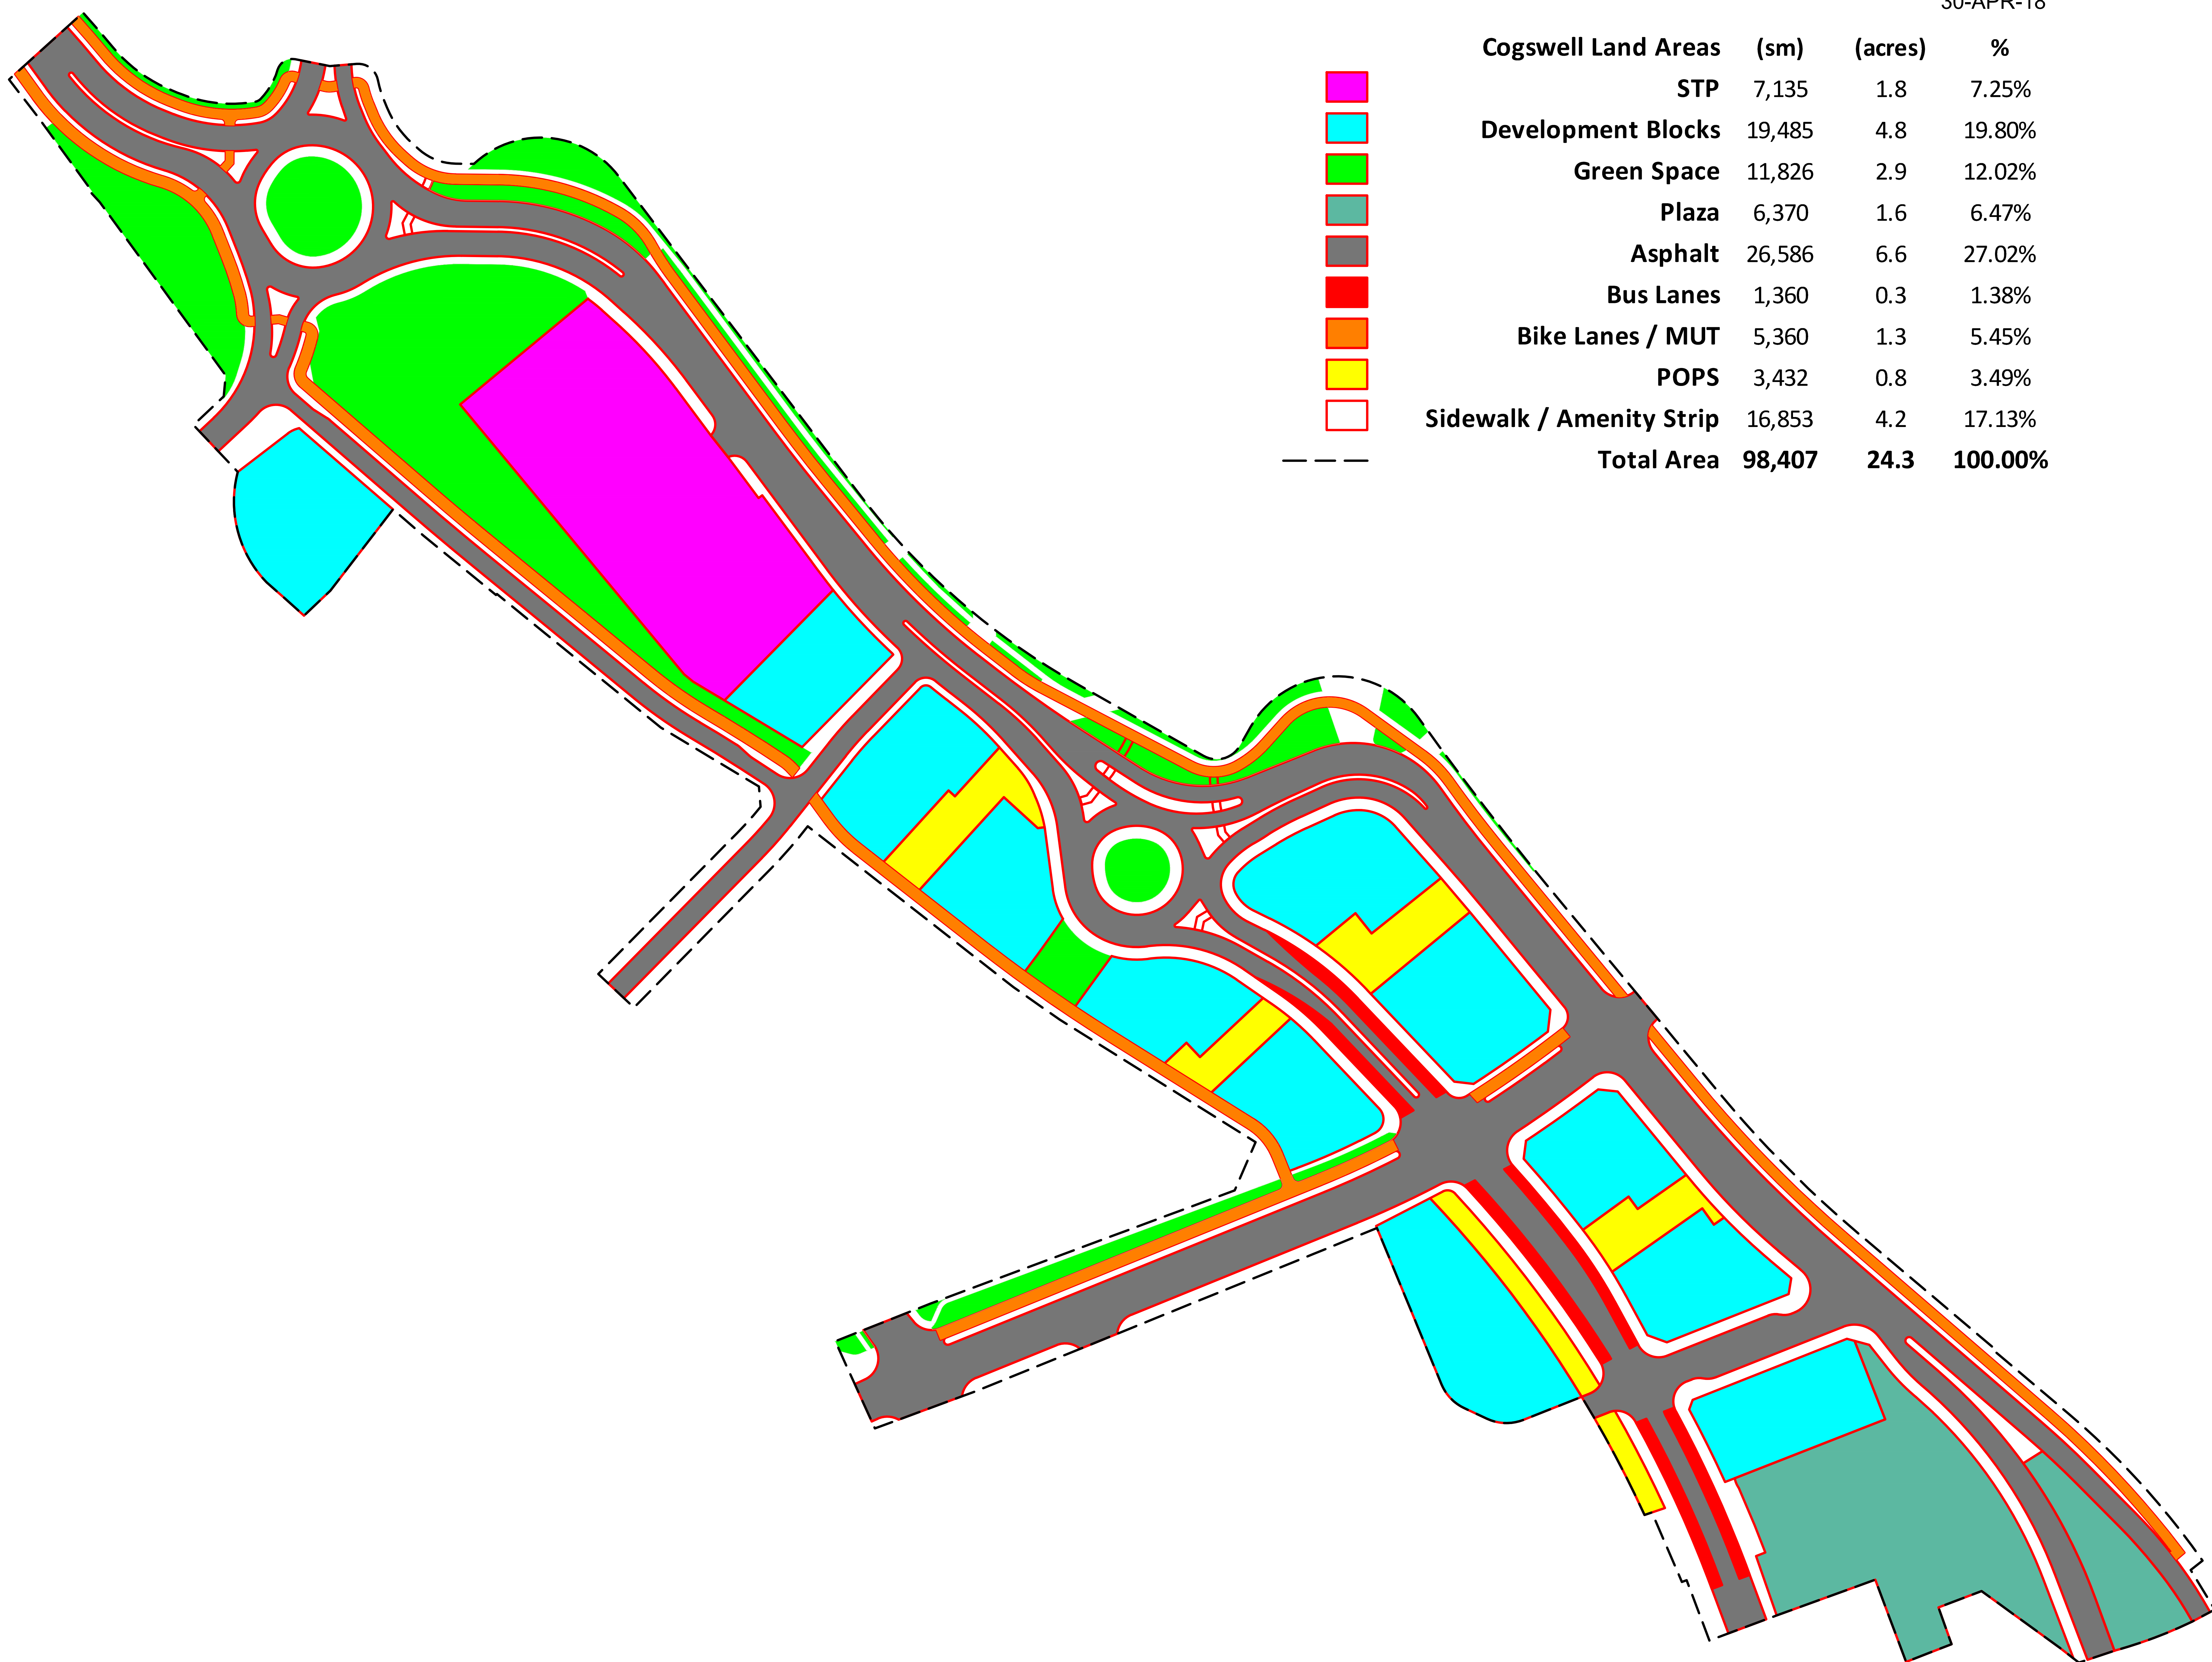 30-APR-18
Cogswell Land Areas (sm) (acres) %
STP 7,135 1.8 7.25%
Development Blocks 19,485 4.8 19.80%
Green Space 11,826 2.9 12.02%
Plaza 6,370 1.6 6.47%
Asphalt 26,586 6.6 27.02%
Bus Lanes 1,360 0.3 1.38%
Bike Lanes / MUT 5,360 1.3 5.45%
POPS 3,432 0.8 3.49%
Sidewalk / Amenity Strip 16,853 4.2 17.13%
Total Area 98,407 24.3 100.00%